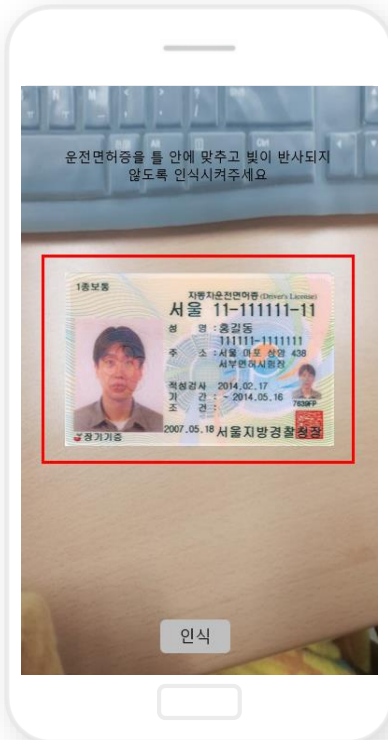 운전면허증을 틀 안에 맞추고 빛이 반사되지
않도록 인식시켜주세요
1종보통
자동차운전면허증 (Driver's License)
서울 11-111111-11
성 명 : 홍길동
111111-1111111
주 소 : 서울 마포 상암 438
서부면허시험장
적성검사 2014.02.17
기 간 : ~ 2014.05.16
조 건 :
7639FP
장기기증
2007.05.18 서울지방경찰청장
인식